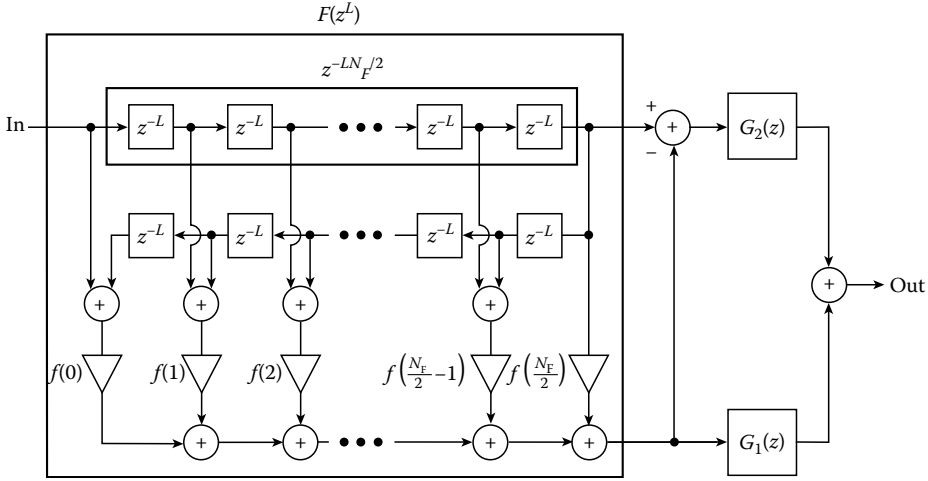 F(z^L)
z^{-LN_F/2}
In z^{-L} z^{-L} ••• z^{-L} z^{-L} + + − G_2(z)
z^{-L} z^{-L} ••• z^{-L} z^{-L}
+ + + + + Out
f(0) f(1) f(2) f(N_F/2 −1) f(N_F/2)
+ + ••• + + G_1(z)